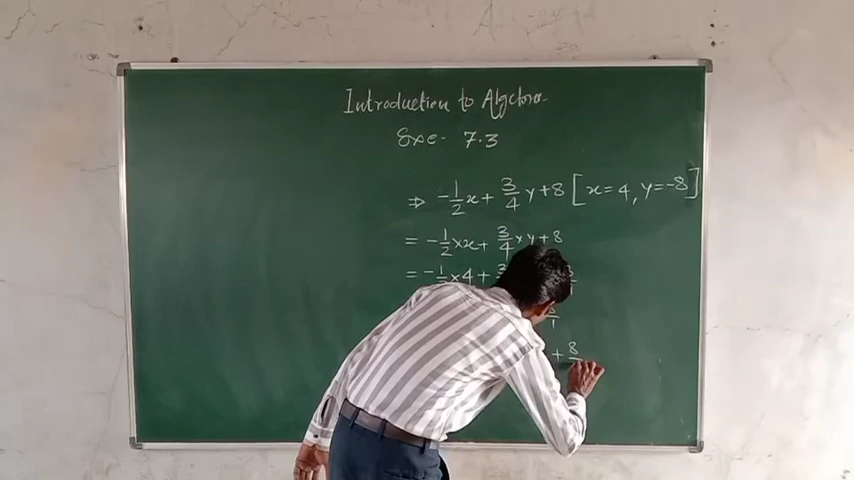 Introduction to Algebra
Exe- 7.3
⇒ -1/2 x + 3/4 y + 8 [x = 4, y = -8]
= -1/2 × x + 3/4 × y + 8
= -1/2 × 4 + 3
+ 8